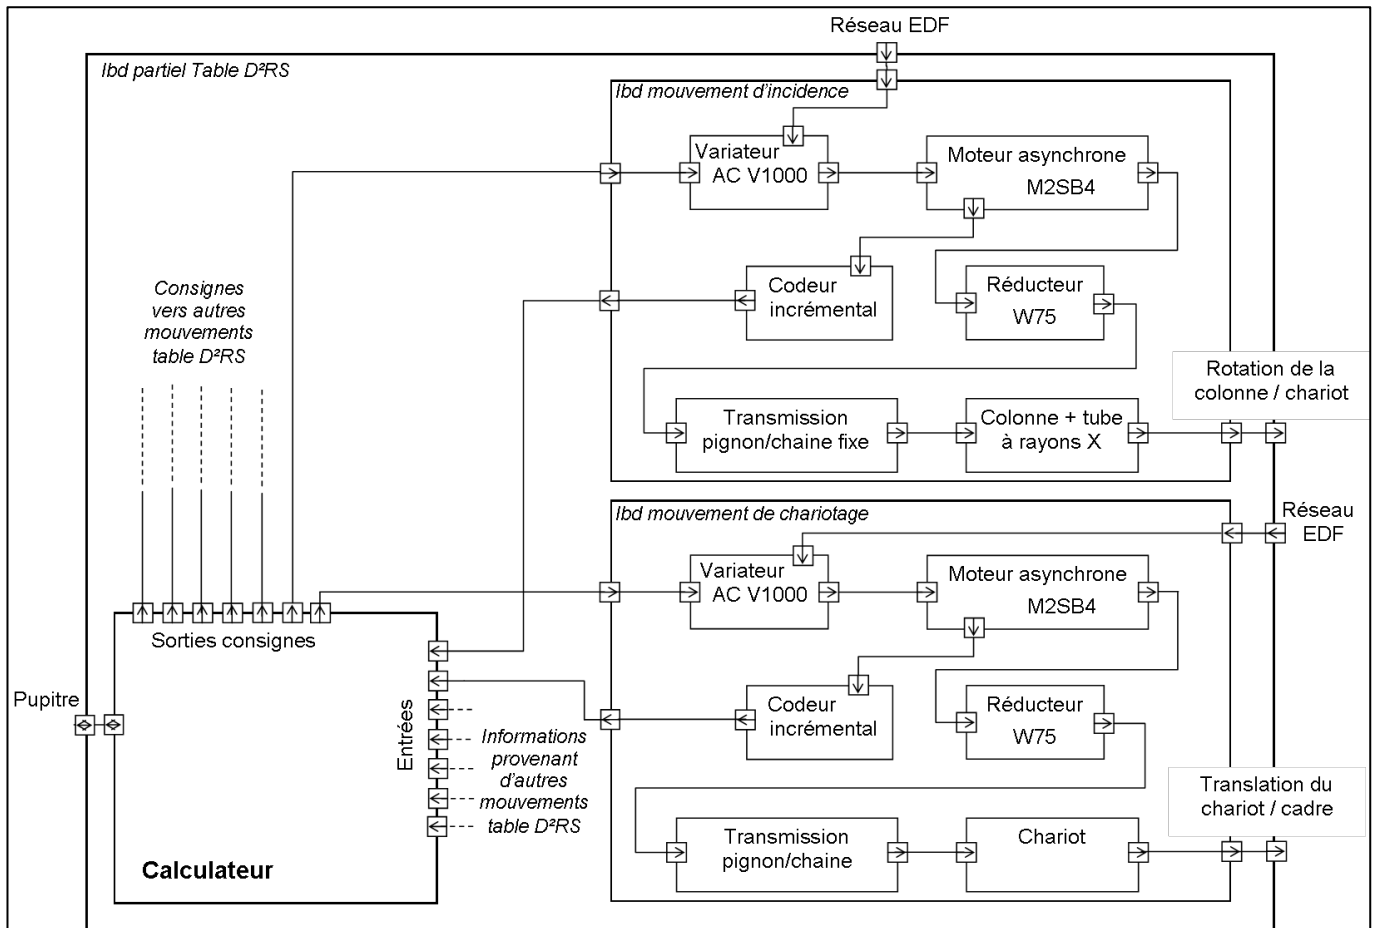 Réseau EDF
Ibd partiel Table D²RS
Ibd mouvement d'incidence
Variateur
AC V1000
Moteur asynchrone
M2SB4
Codeur
incrémental
Réducteur
W75
Consignes
vers autres
mouvements
table D²RS
Rotation de la
colonne / chariot
Transmission
pignon/chaine fixe
Colonne + tube
à rayons X
Ibd mouvement de chariotage
Réseau
EDF
Variateur
AC V1000
Moteur asynchrone
M2SB4
Sorties consignes
Pupitre
Entrées
Codeur
incrémental
Réducteur
W75
Informations
provenant
d'autres
mouvements
table D²RS
Translation du
chariot / cadre
Transmission
pignon/chaine
Chariot
Calculateur